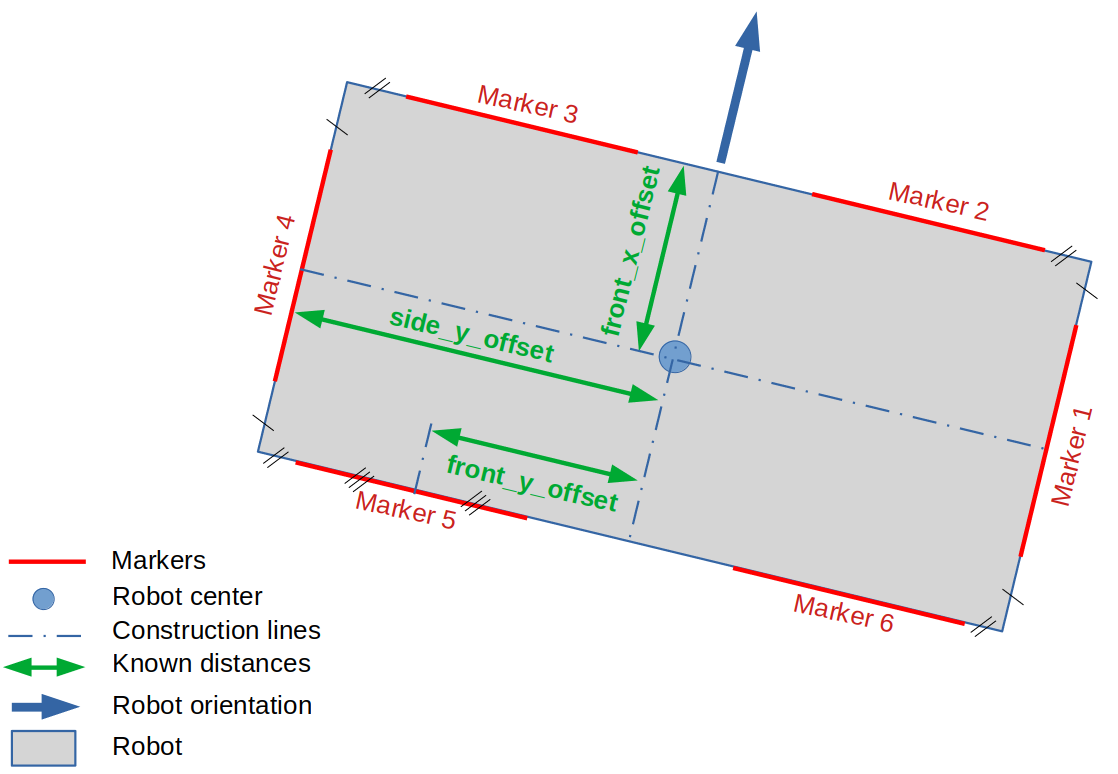 Marker 3
Marker 2
front_x_offset
Marker 4
side_y_offset
Marker 1
front_y_offset
Marker 5
Marker 6
Markers
Robot center
Construction lines
Known distances
Robot orientation
Robot